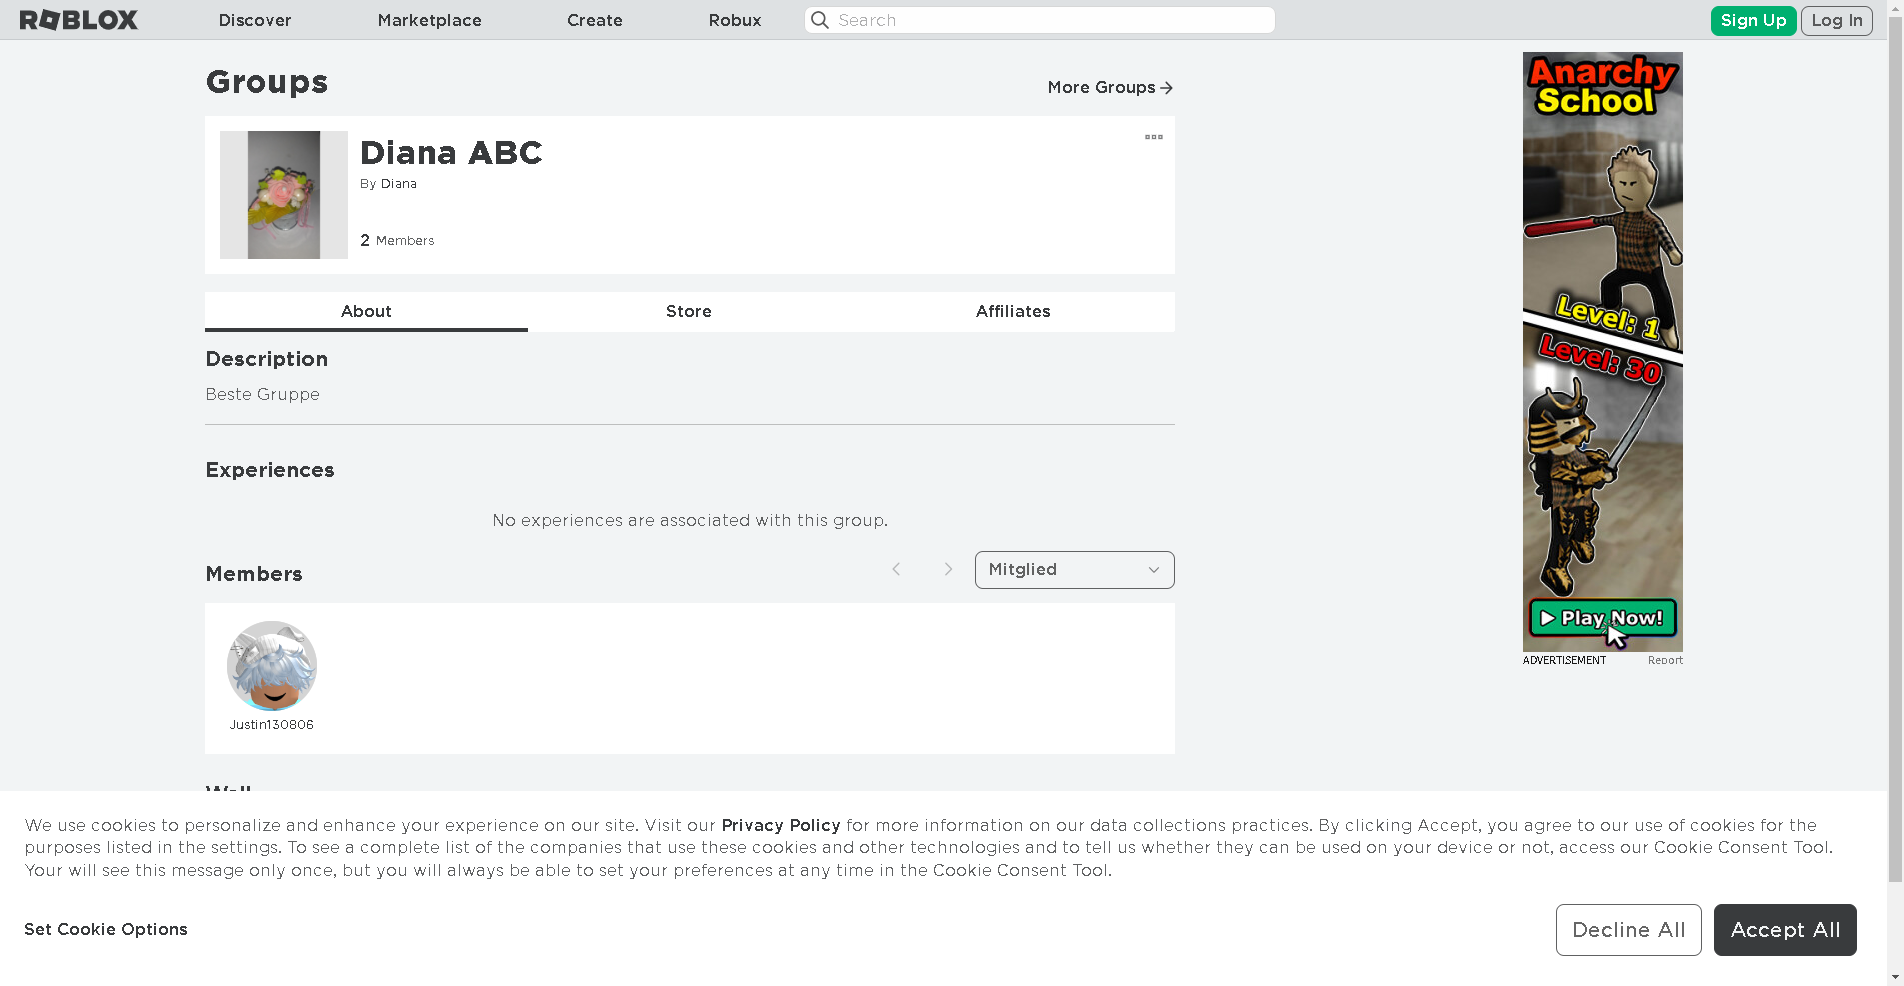 ROBLOX
Discover
Marketplace
Create
Robux
Search
Sign Up
Log In
Groups
More Groups
Diana ABC
By Diana
2 Members
About
Store
Affiliates
Description
Beste Gruppe
Experiences
No experiences are associated with this group.
Members
Mitglied
Justin130806
Anarchy
School
Level: 1
Level: 30
Play Now!
ADVERTISEMENT
Report
We use cookies to personalize and enhance your experience on our site. Visit our Privacy Policy for more information on our data collections practices. By clicking Accept, you agree to our use of cookies for the
purposes listed in the settings. To see a complete list of the companies that use these cookies and other technologies and to tell us whether they can be used on your device or not, access our Cookie Consent Tool.
Your will see this message only once, but you will always be able to set your preferences at any time in the Cookie Consent Tool.
Set Cookie Options
Decline All
Accept All